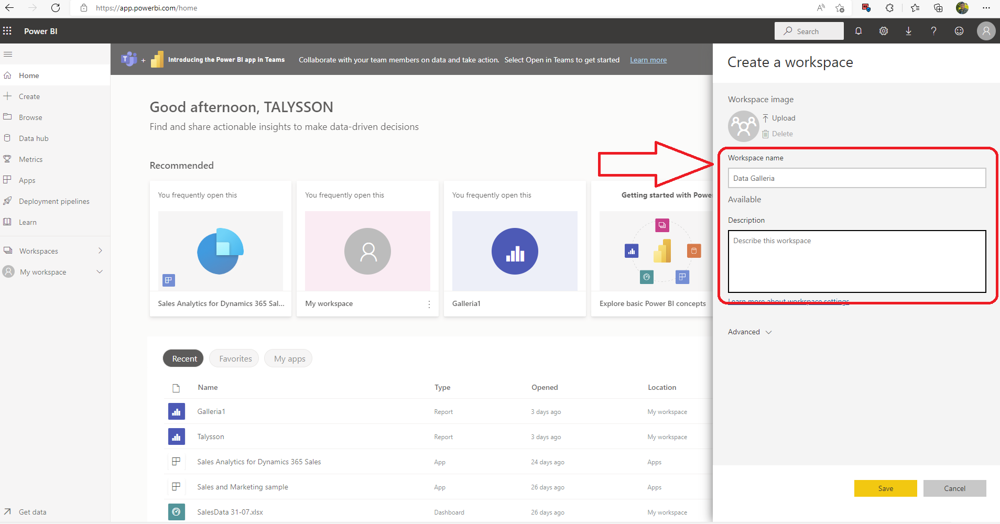 https://app.powerbi.com/home
Power BI
Search
Home
Create
Browse
Data hub
Metrics
Apps
Deployment pipelines
Learn
Workspaces
My workspace
Get data
Introducing the Power BI app in Teams Collaborate with your team members on data and take action. Select Open in Teams to get started Learn more
Good afternoon, TALYSSON
Find and share actionable insights to make data-driven decisions
Recommended
You frequently open this
Sales Analytics for Dynamics 365 Sal...
You frequently open this
My workspace
You frequently open this
Galleria1
Getting started with Powe
Explore basic Power BI concepts
Recent Favorites My apps
Name Type Opened Location
Galleria1 Report 3 days ago My workspace
Talysson Report 3 days ago My workspace
Sales Analytics for Dynamics 365 Sales App 24 days ago Apps
Sales and Marketing sample App 26 days ago Apps
SalesData 31-07.xlsx Dashboard 26 days ago My workspace
Create a workspace
Workspace image
Upload
Delete
Workspace name
Data Galleria
Available
Description
Describe this workspace
Learn more about workspace settings
Advanced
Save Cancel